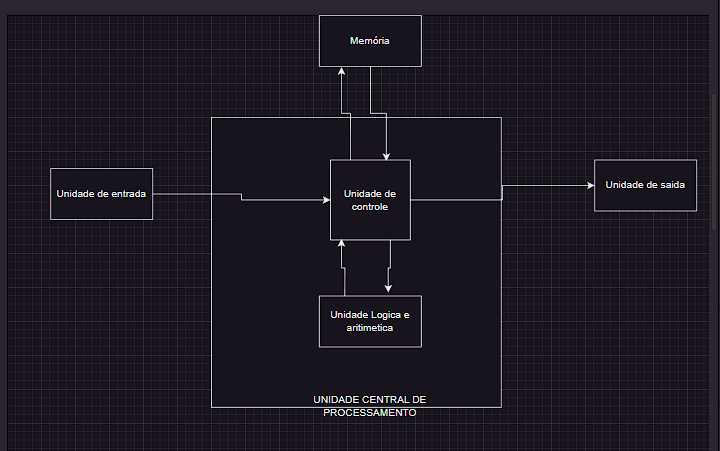 Memória
Unidade de entrada
Unidade de
controle
Unidade de saida
Unidade Logica e
aritimetica
UNIDADE CENTRAL DE
PROCESSAMENTO